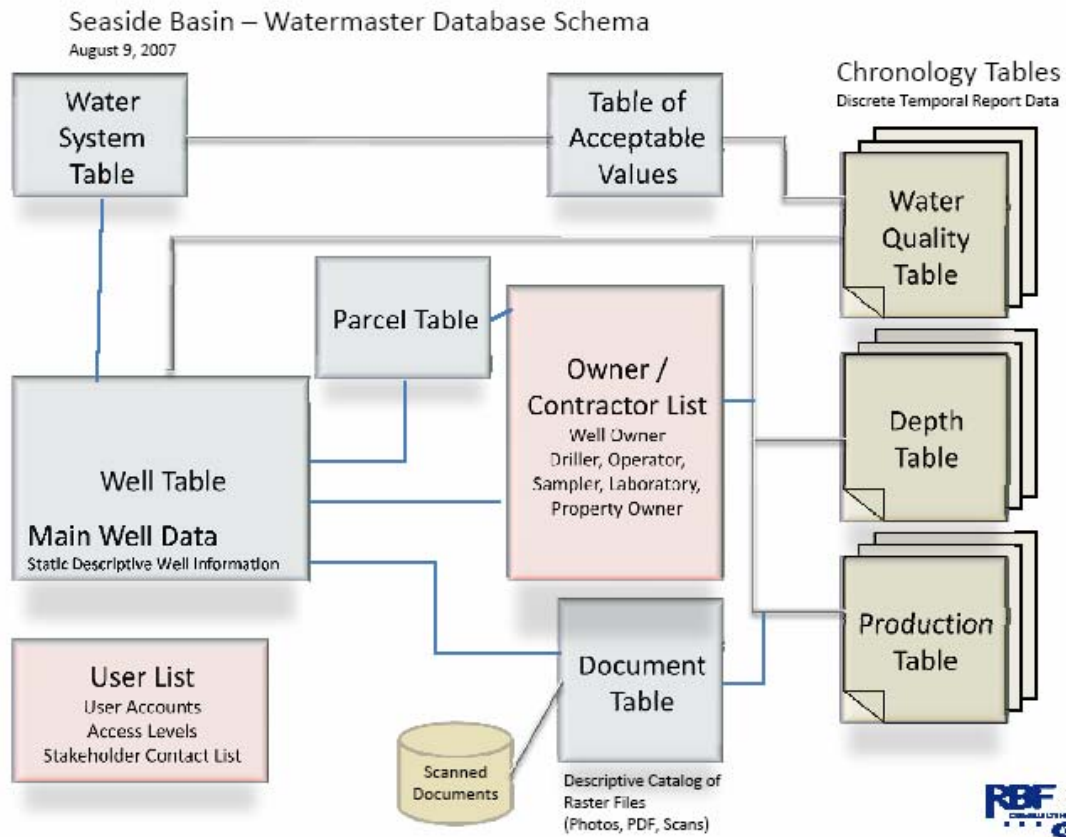 Seaside Basin – Watermaster Database Schema
August 9, 2007
Water
System
Table
Table of
Acceptable
Values
Chronology Tables
Discrete Temporal Report Data
Water
Quality
Table
Parcel Table
Owner /
Contractor List
Well Owner
Driller, Operator,
Sampler, Laboratory,
Property Owner
Depth
Table
Well Table
Main Well Data
Static Descriptive Well Information
Production
Table
User List
User Accounts
Access Levels
Stakeholder Contact List
Document
Table
Scanned
Documents
Descriptive Catalog of
Raster Files
(Photos, PDF, Scans)
RBF